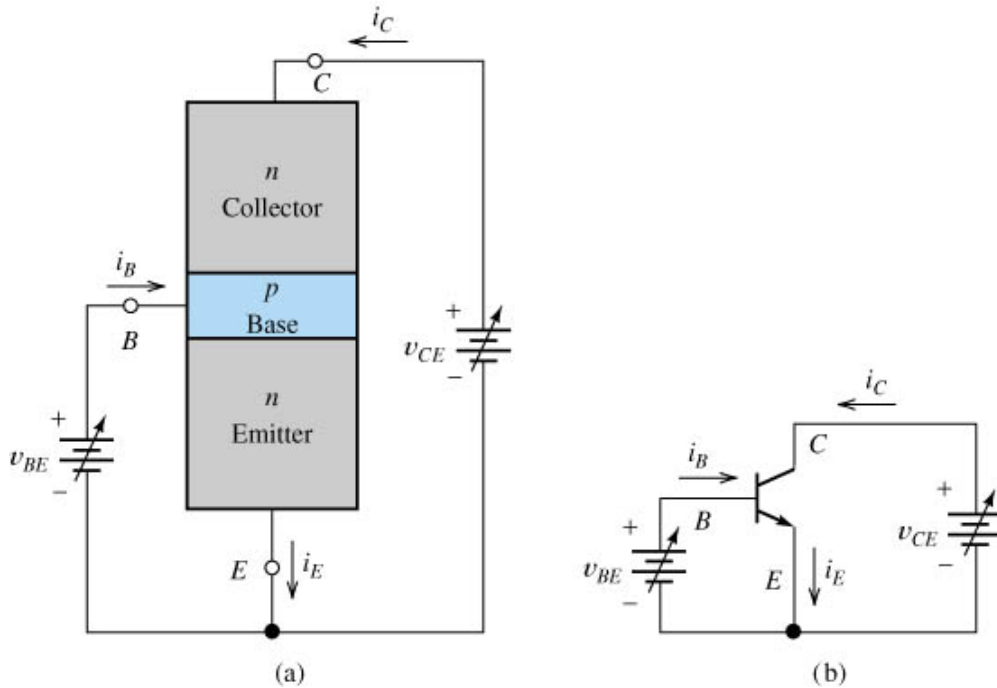 i_C
C
n
Collector
i_B
p
Base
B
+
v_CE
−
n
Emitter
+
v_BE
−
E
i_E
(a)
i_C
C
i_B
B
+
v_CE
−
+
v_BE
−
E
i_E
(b)